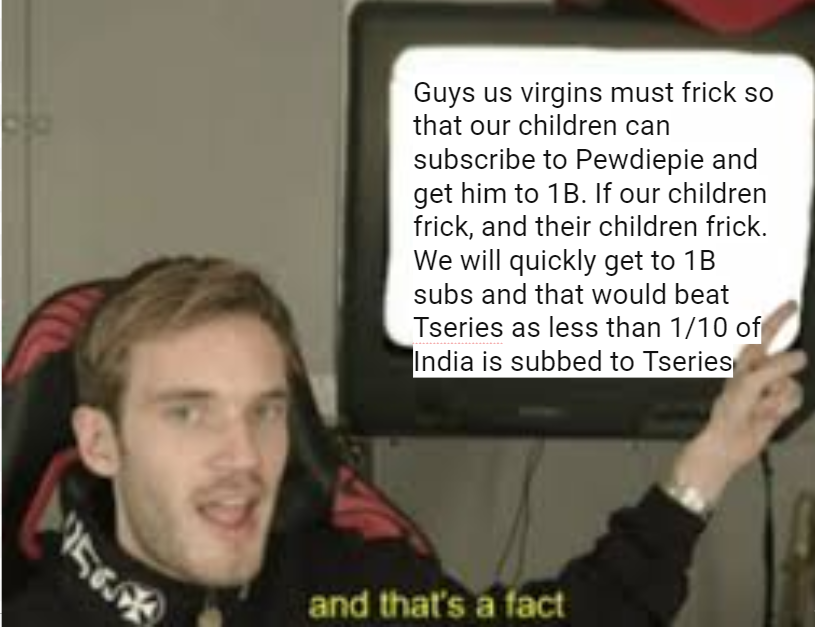 Guys us virgins must frick so
that our children can
subscribe to Pewdiepie and
get him to 1B. If our children
frick, and their children frick.
We will quickly get to 1B
subs and that would beat
Tseries as less than 1/10 of
India is subbed to Tseries
and that's a fact